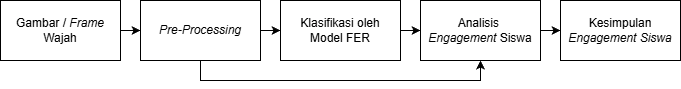 Gambar / Frame
Wajah
Pre-Processing
Klasifikasi oleh
Model FER
Analisis
Engagement Siswa
Kesimpulan
Engagement Siswa